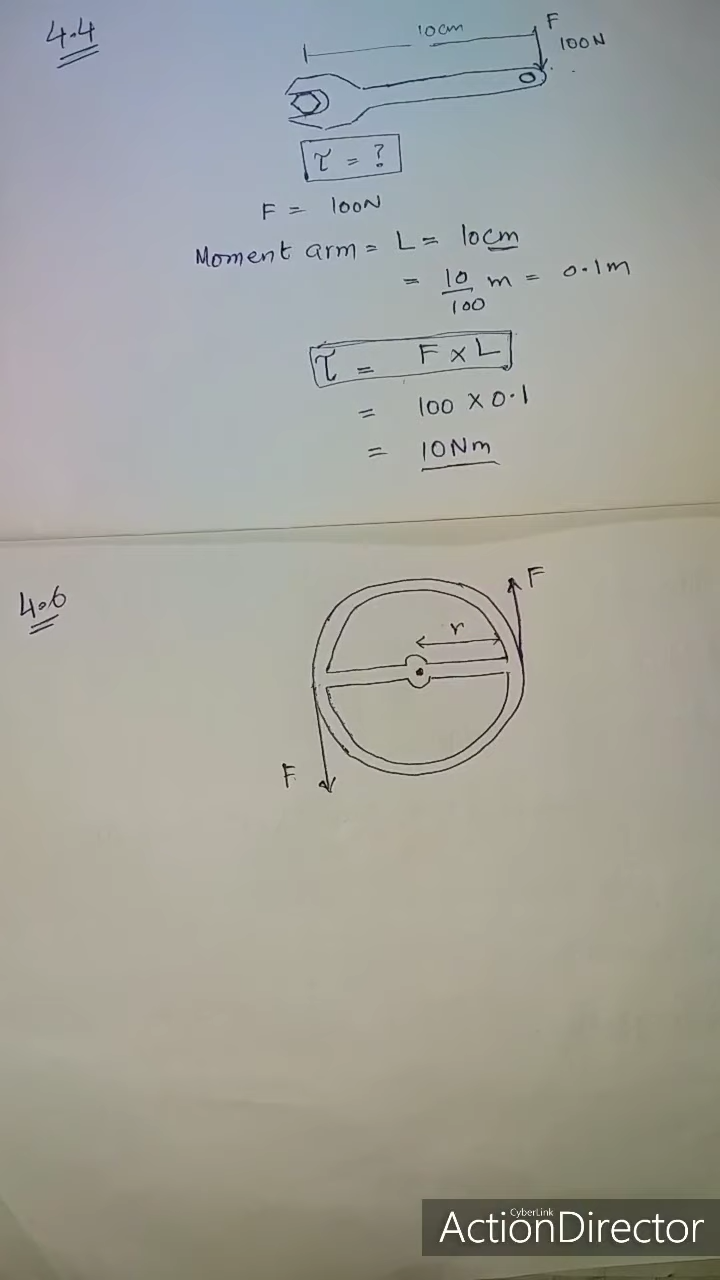 4.4
10cm
F
100N
τ = ?
F = 100N
Moment arm = L = 10cm
= 10/100 m = 0.1m
τ = F × L
= 100 × 0.1
= 10Nm
4.6
F
r
F
CyberLink
ActionDirector